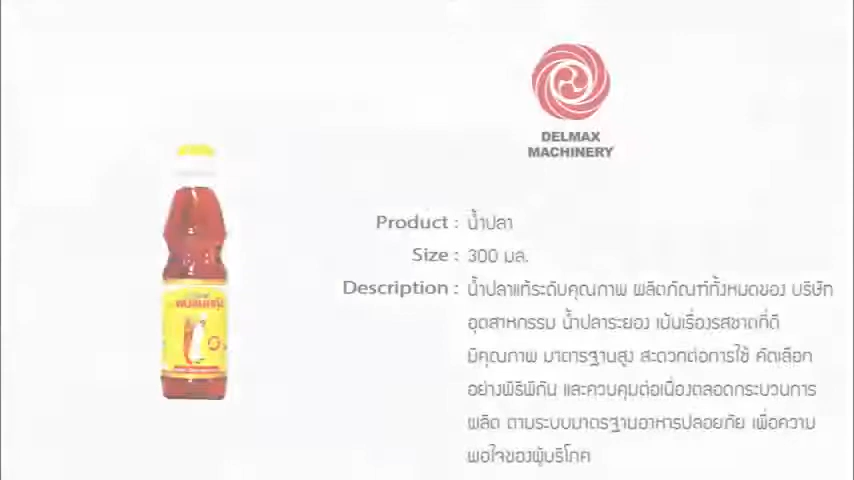 DELMAX
MACHINERY
Product : น้ำปลา
Size : 300 มล.
Description : น้ำปลาแท้ระดับคุณภาพ ผลิตภัณฑ์ทั้งหมดของ บริษัท
อุตสาหกรรม น้ำปลาระยอง เน้นเรื่องรสชาติที่ดี
มีคุณภาพ มาตรฐานสูง สะดวกต่อการใช้ คัดเลือก
อย่างพิถีพิถัน และควบคุมต่อเนื่องตลอดกระบวนการ
ผลิต ตามระบบมาตรฐานอาหารปลอดภัย เพื่อความ
พอใจของผู้บริโภค